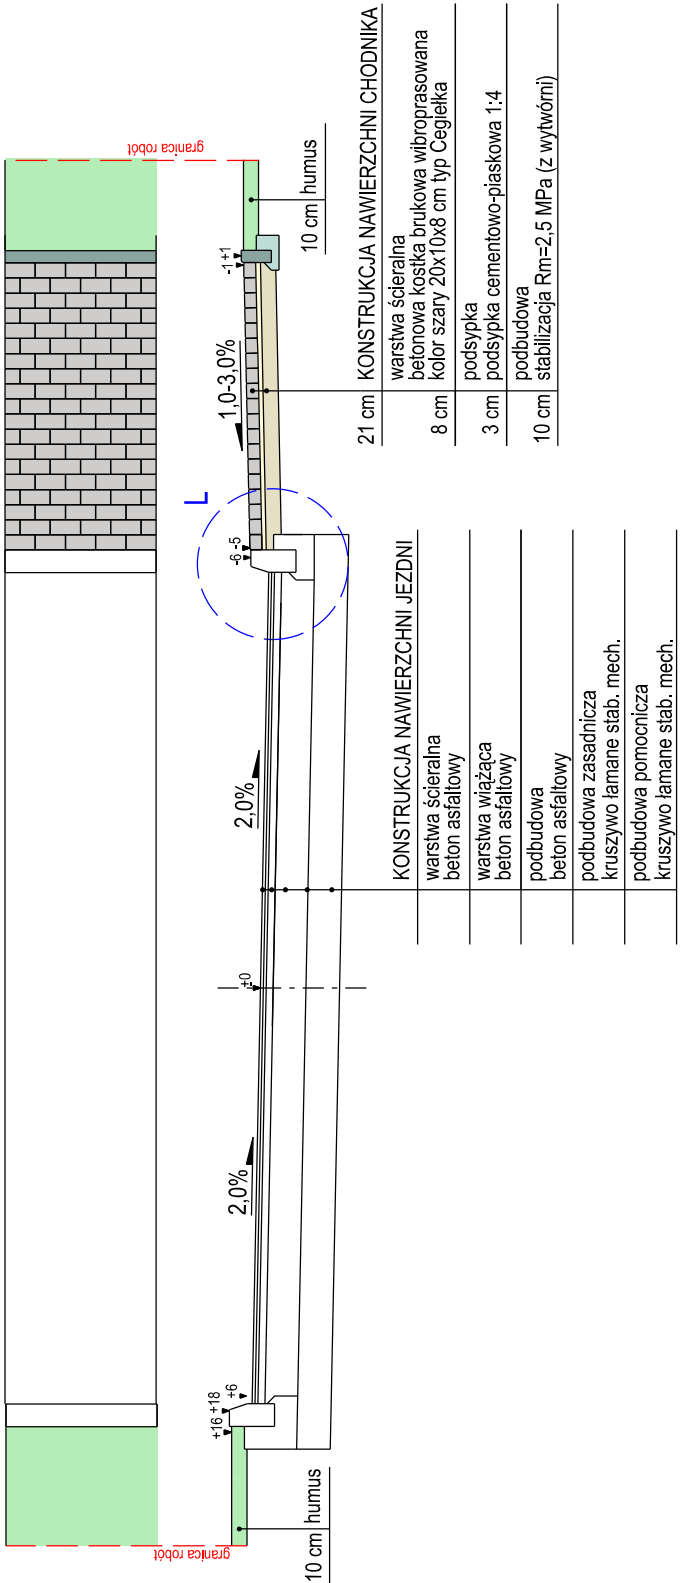 granica robót
10 cm humus
+16
+18
+6
2,0%
±0
2,0%
L
-6
-5
1,0-3,0%
-1
+1
10 cm humus
granica robót
KONSTRUKCJA NAWIERZCHNI JEZDNI
warstwa ścieralna
beton asfaltowy
warstwa wiążąca
beton asfaltowy
podbudowa
beton asfaltowy
podbudowa zasadnicza
kruszywo łamane stab. mech.
podbudowa pomocnicza
kruszywo łamane stab. mech.
21 cm KONSTRUKCJA NAWIERZCHNI CHODNIKA
warstwa ścieralna
betonowa kostka brukowa wibroprasowana
8 cm kolor szary 20x10x8 cm typ Cegiełka
podsypka
3 cm podsypka cementowo-piaskowa 1:4
podbudowa
10 cm stabilizacja Rm=2,5 MPa (z wytwórni)